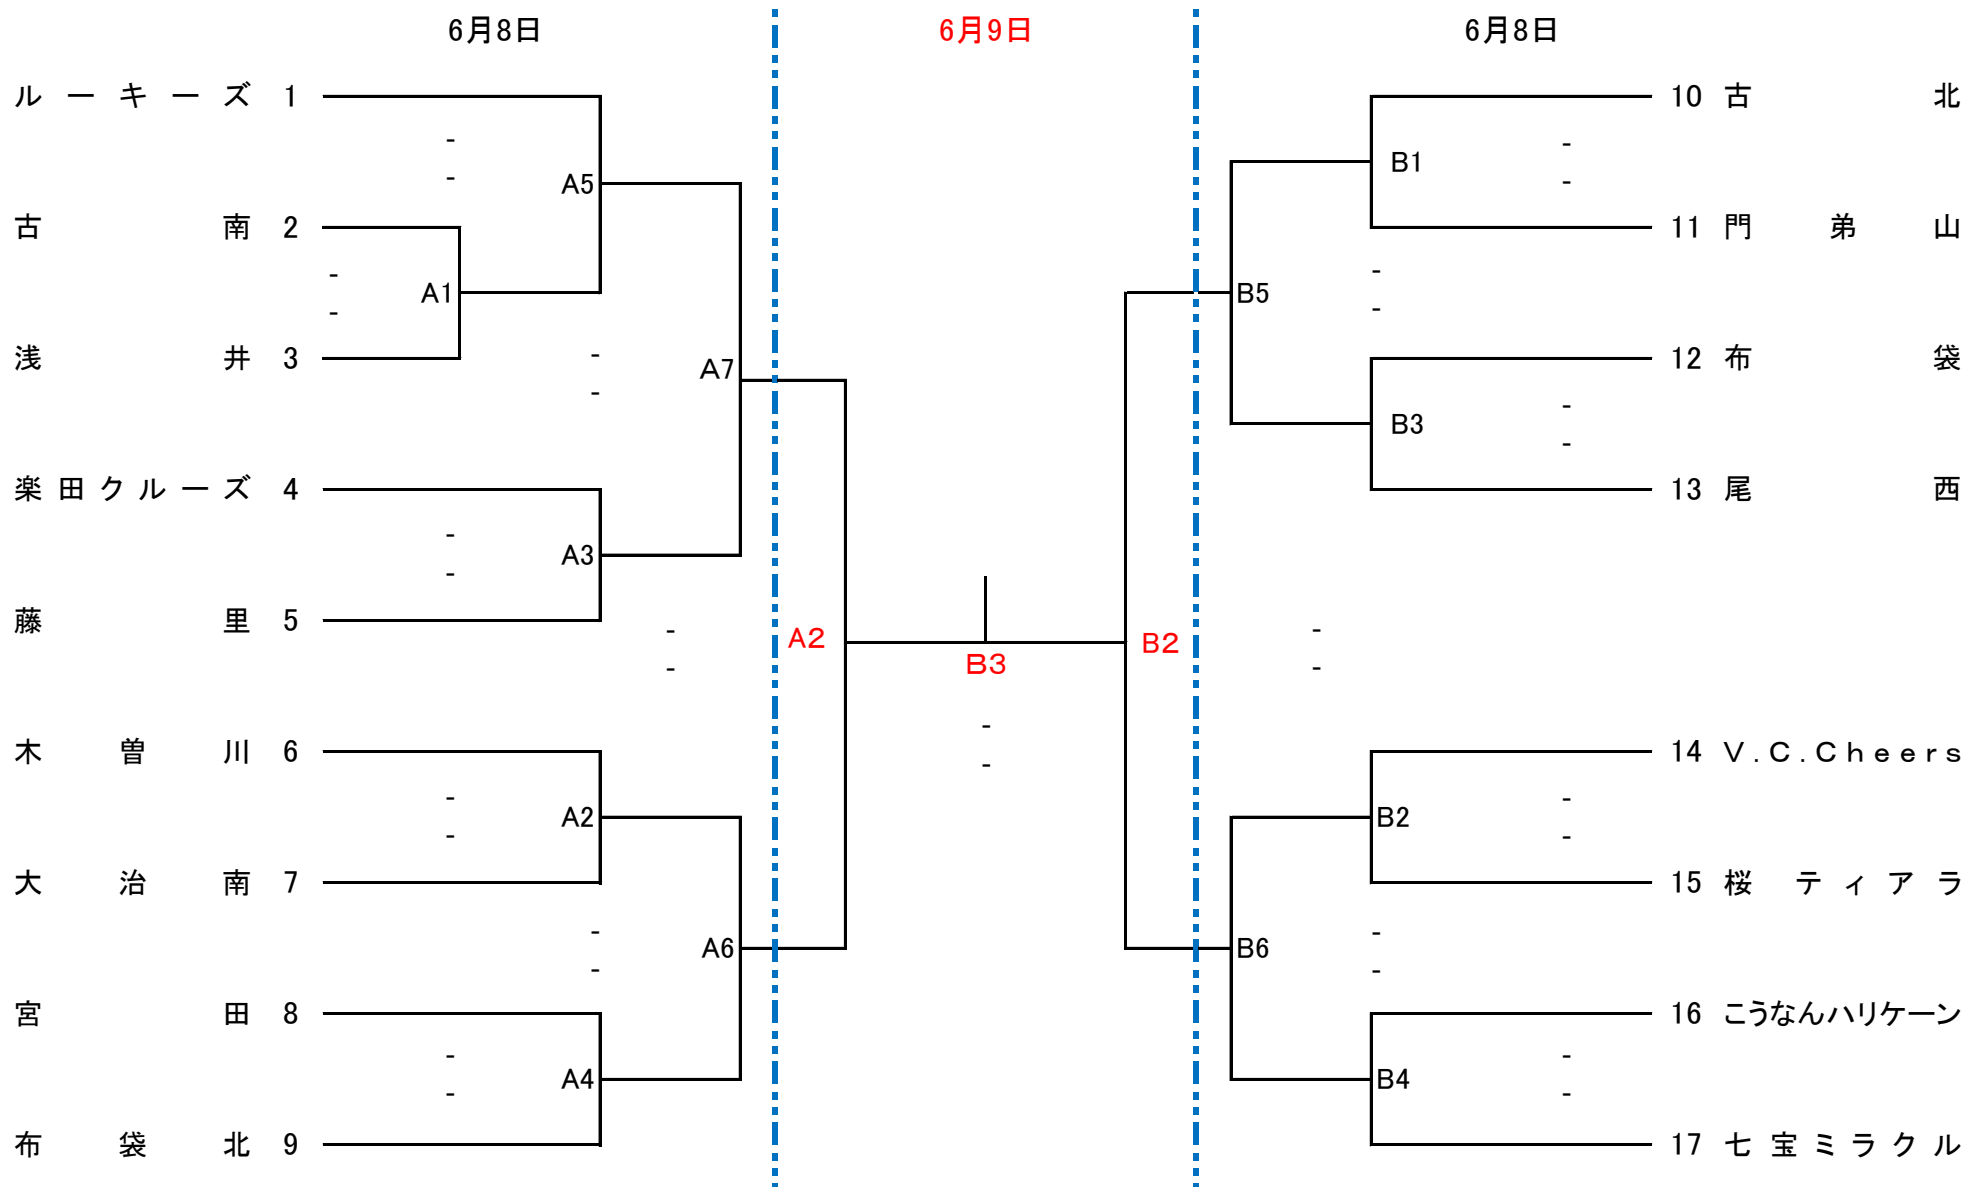 6月8日 6月9日 6月8日
ルーキーズ 1 10 古北
-
-
A5 B1
-
-
古南 2 11 門弟山
-
-
A1 B5
-
-
浅井 3 12 布袋
-
-
A7 B3
-
-
楽田クルーズ 4 13 尾西
-
-
A3
藤里 5
-
-
A2 B3 B2
-
-
-
-
木曽川 6 14 V.C.Cheers
-
-
A2 B2
-
-
大治南 7 15 桜ティアラ
-
-
A6 B6
-
-
宮田 8 16 こうなんハリケーン
-
-
A4 B4
-
-
布袋北 9 17 七宝ミラクル